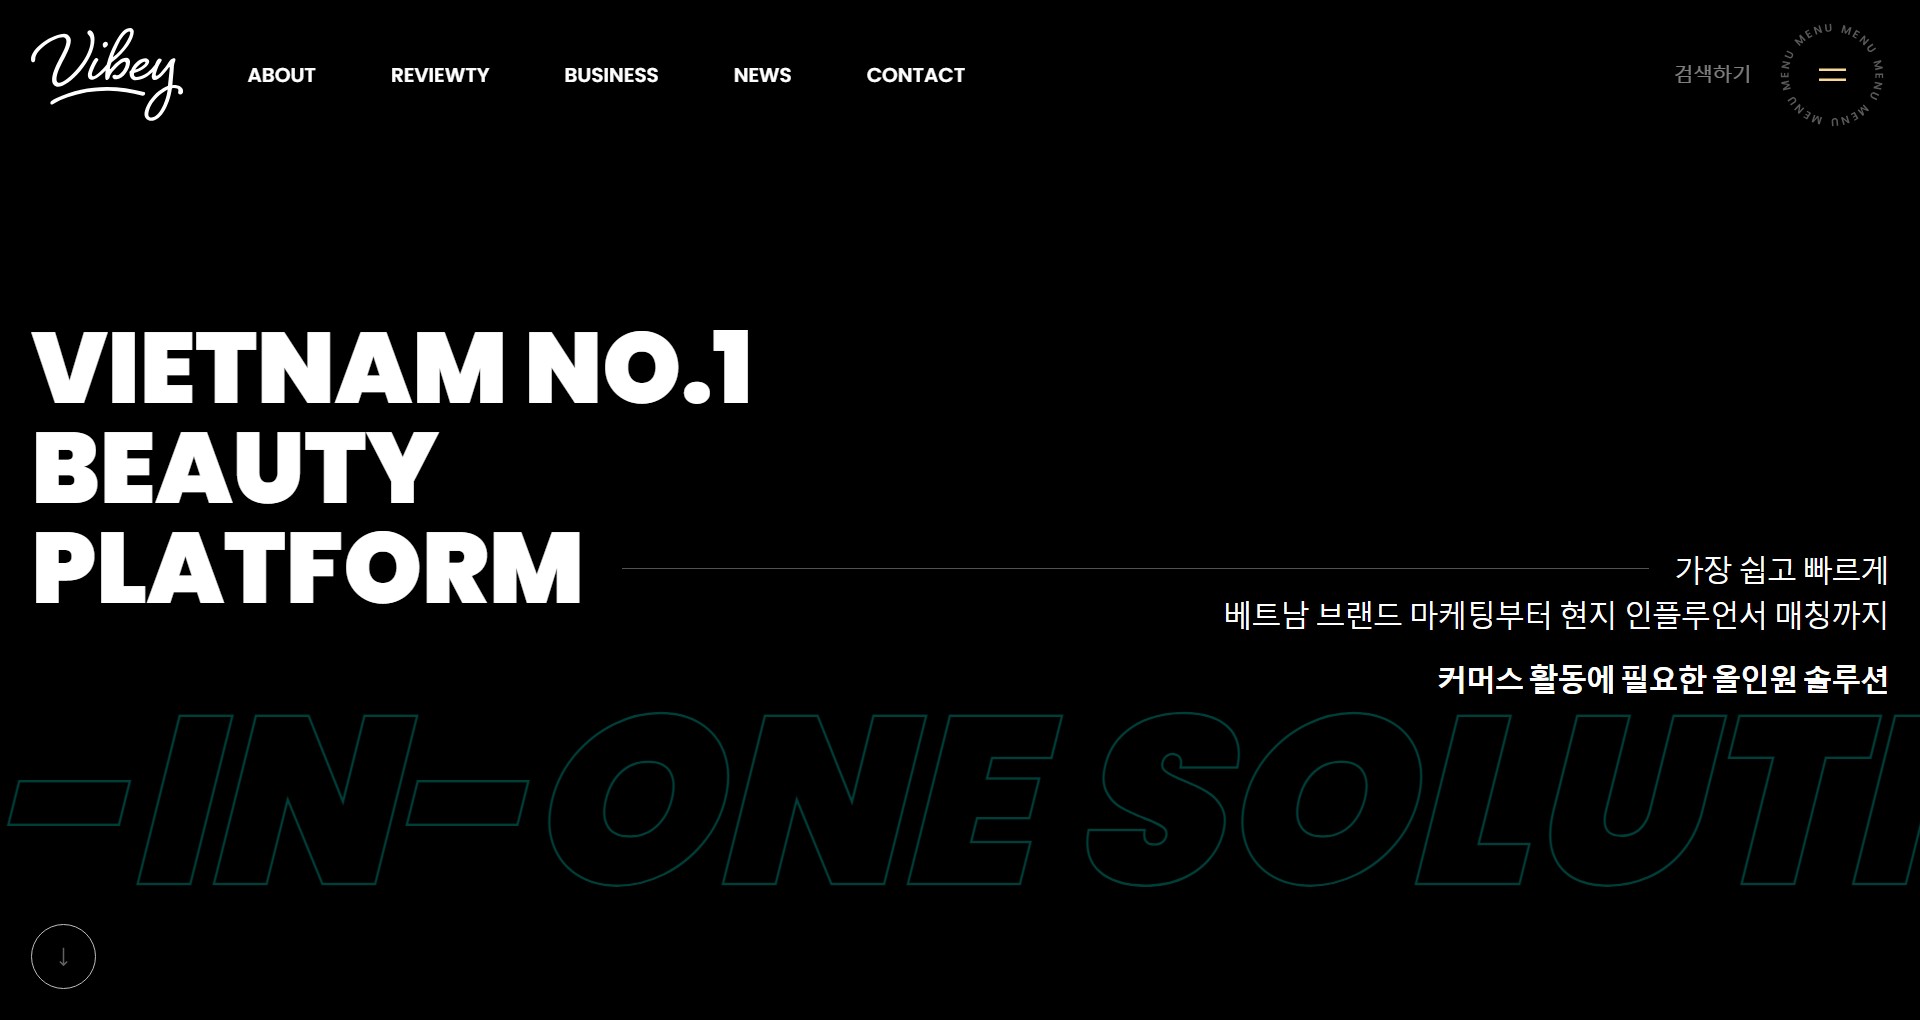 Vibey
ABOUT REVIEWTY BUSINESS NEWS CONTACT
검색하기
MENU MENU MENU MENU MENU MENU
VIETNAM NO.1
BEAUTY
PLATFORM
가장 쉽고 빠르게
베트남 브랜드 마케팅부터 현지 인플루언서 매칭까지
커머스 활동에 필요한 올인원 솔루션
-IN-ONE SOLUTI